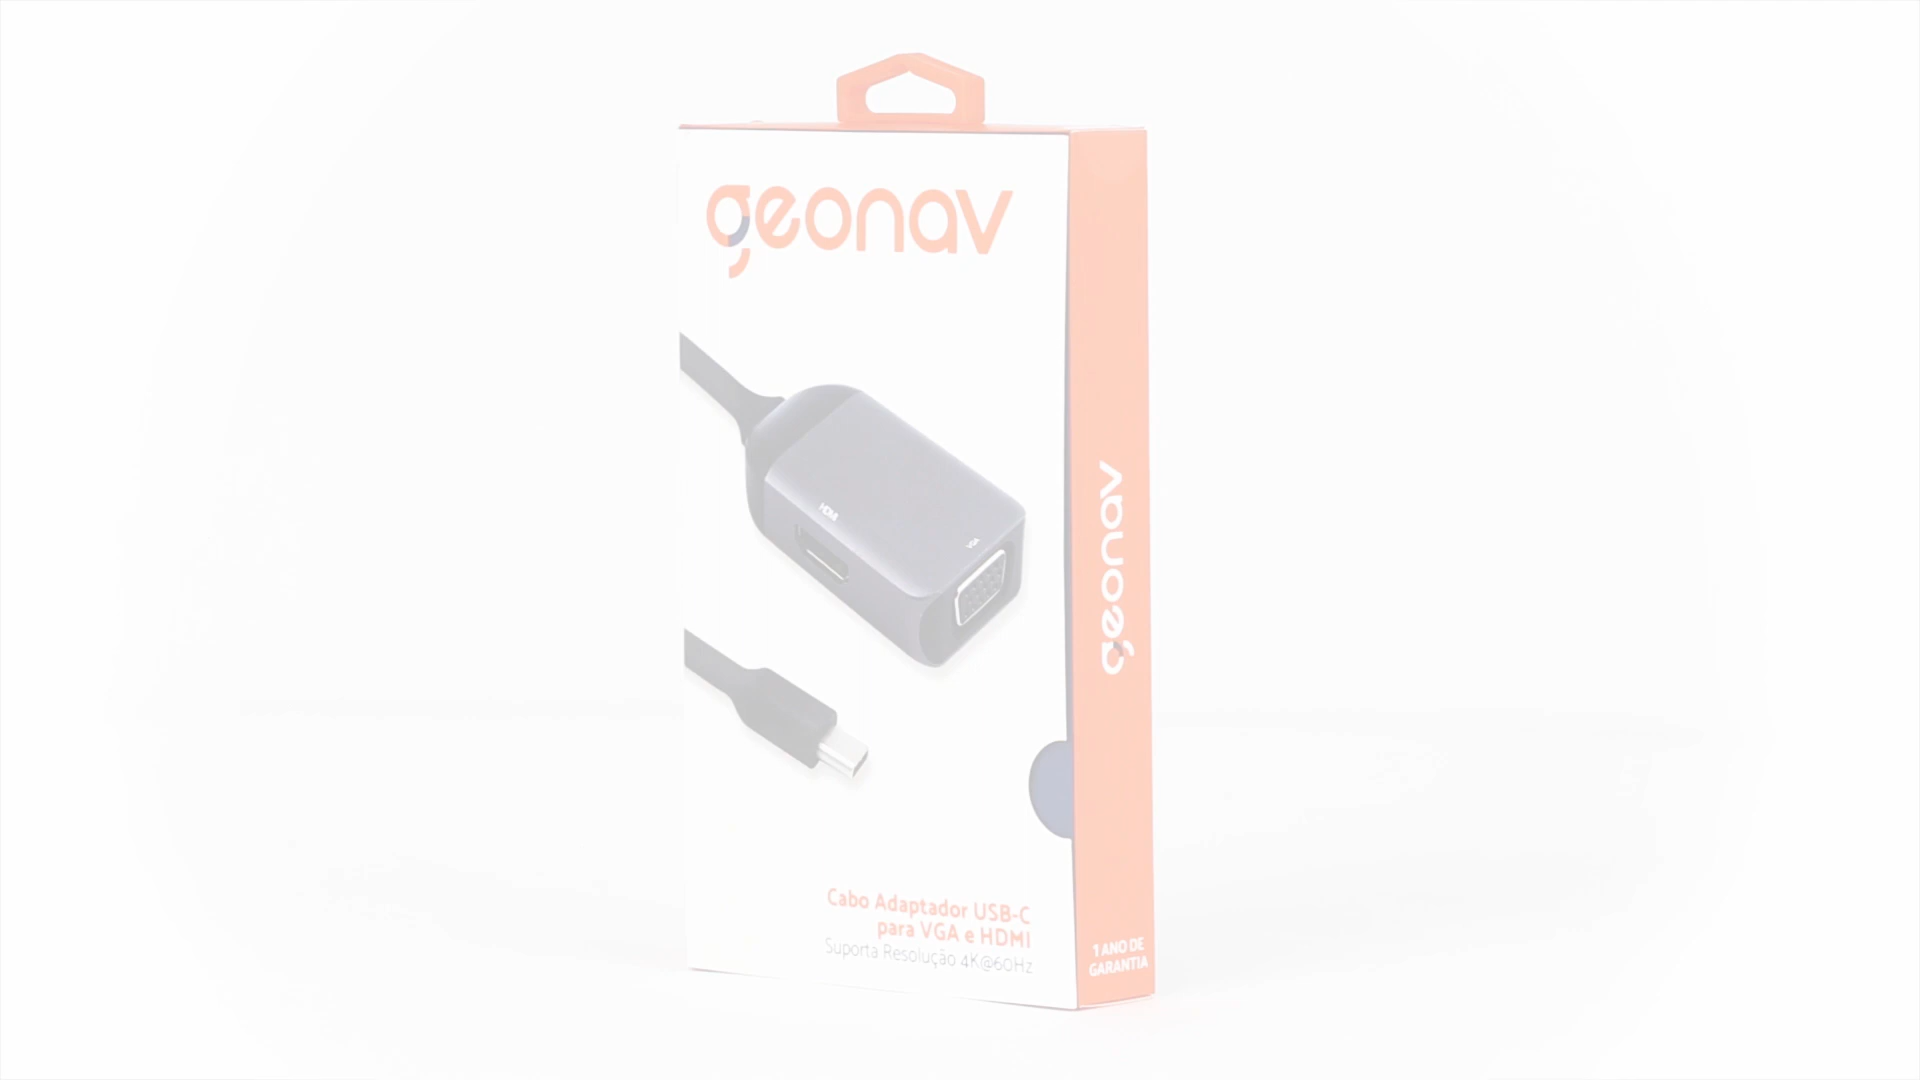 geonav
HDMI
VGA
geonav
Cabo Adaptador USB-C
para VGA e HDMI
Suporta Resolução 4K@60Hz
1 ANO DE
GARANTIA